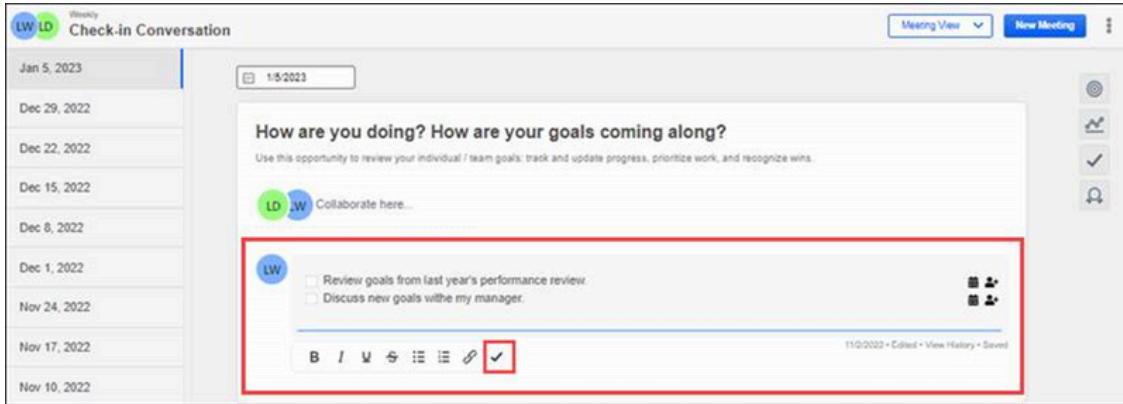 LW LD
Weekly
Check-in Conversation
Meeting View
New Meeting
Jan 5, 2023
Dec 29, 2022
Dec 22, 2022
Dec 15, 2022
Dec 8, 2022
Dec 1, 2022
Nov 24, 2022
Nov 17, 2022
Nov 10, 2022
1/5/2023
How are you doing? How are your goals coming along?
Use this opportunity to review your individual / team goals: track and update progress, prioritize work, and recognize wins.
LD LW Collaborate here...
LW
Review goals from last year's performance review.
Discuss new goals withe my manager.
B I U S
11/2/2022 • Edited • View History • Saved